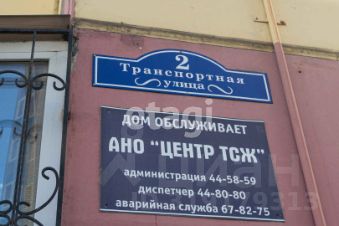 2
Транспортная
улица
etagi
ДОМ ОБСЛУЖИВАЕТ
АНО "ЦЕНТР ТСЖ"
администрация 44-58-59
диспетчер 44-80-80
аварийная служба 67-82-75